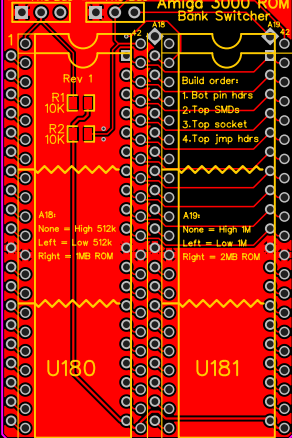 Amiga 3000 ROM
Bank Switcher
A18
A19
1
42
42
Rev 1
R1
10K
R2
10K
Build order:
1.Bot pin hdrs
2.Top SMDs
3.Top socket
4.Top jmp hdrs
A18:
None = High 512k
Left = Low 512k
Right = 1MB ROM
A19:
None = High 1M
Left = Low 1M
Right = 2MB ROM
U180
U181